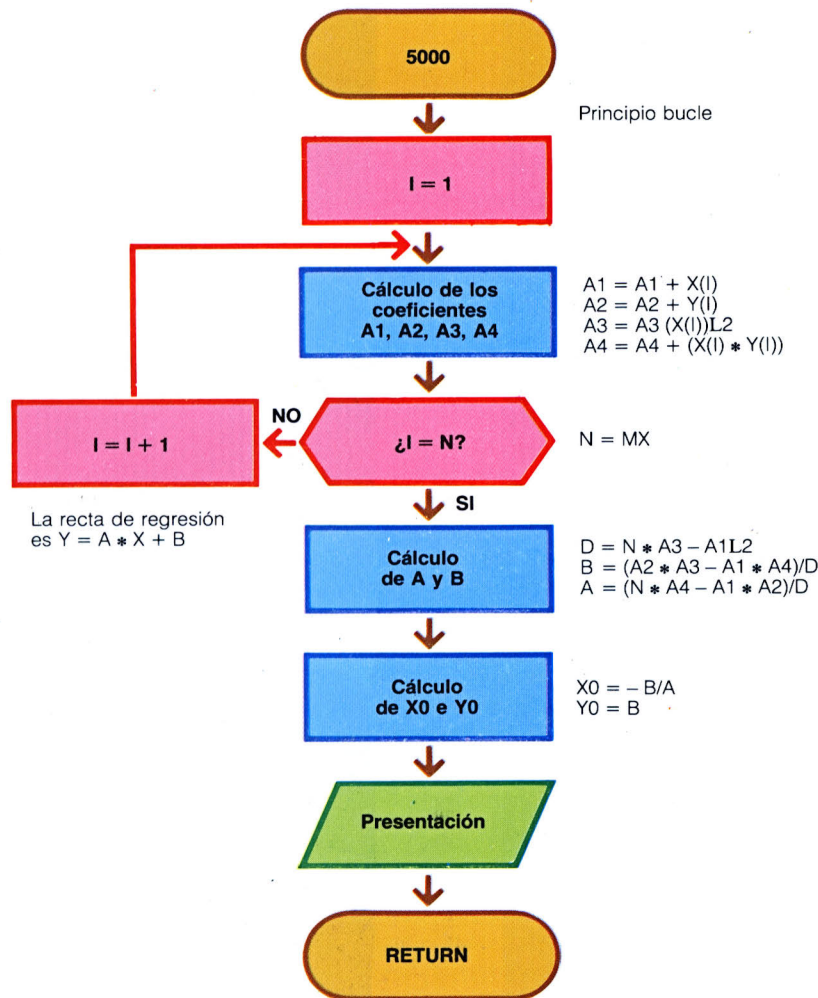 5000
Principio bucle
I = 1
Cálculo de los
coeficientes
A1, A2, A3, A4
A1 = A1 + X(I)
A2 = A2 + Y(I)
A3 = A3 (X(I))L2
A4 = A4 + (X(I) * Y(I))
I = I + 1
NO
¿I = N?
N = MX
SI
La recta de regresión
es Y = A * X + B
Cálculo
de A y B
D = N * A3 – A1L2
B = (A2 * A3 – A1 * A4)/D
A = (N * A4 – A1 * A2)/D
Cálculo
de X0 e Y0
X0 = – B/A
Y0 = B
Presentación
RETURN